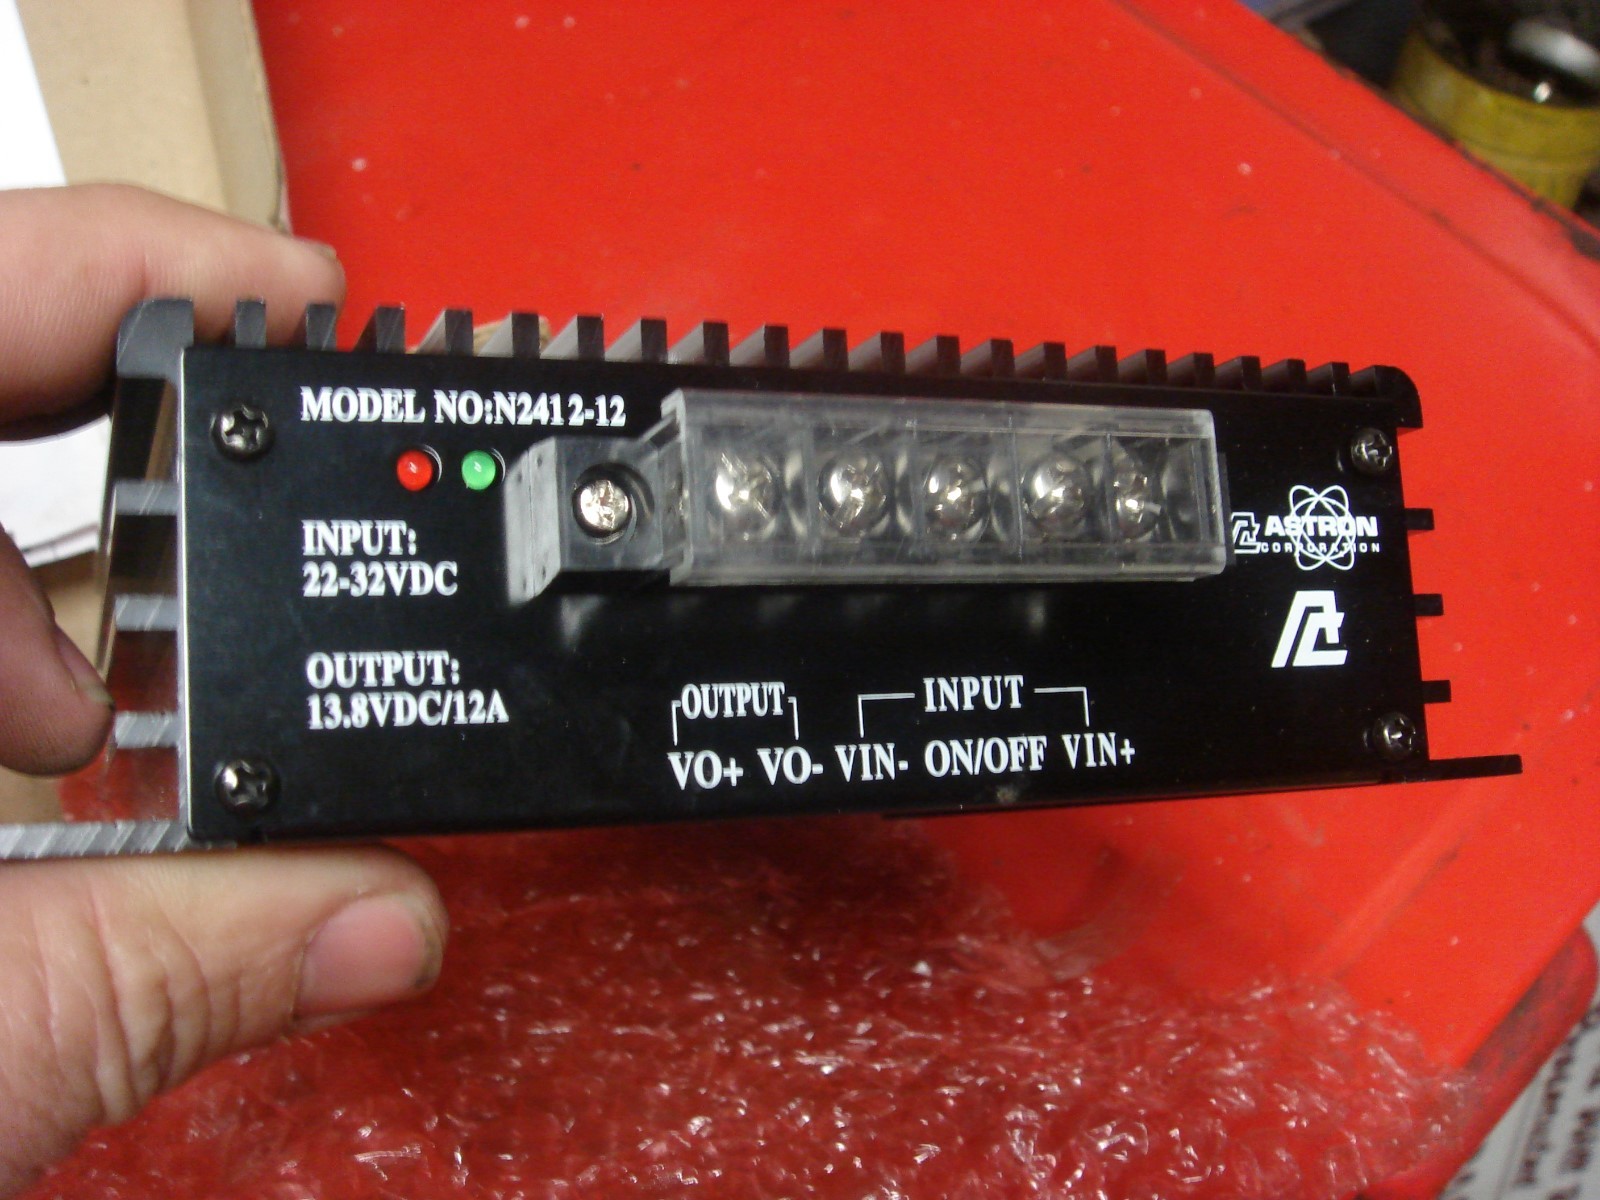 MODEL NO:N2412-12
INPUT:
22-32VDC
OUTPUT:
13.8VDC/12A
OUTPUT
INPUT
VO+ VO- VIN- ON/OFF VIN+
ASTRON
CORPORATION